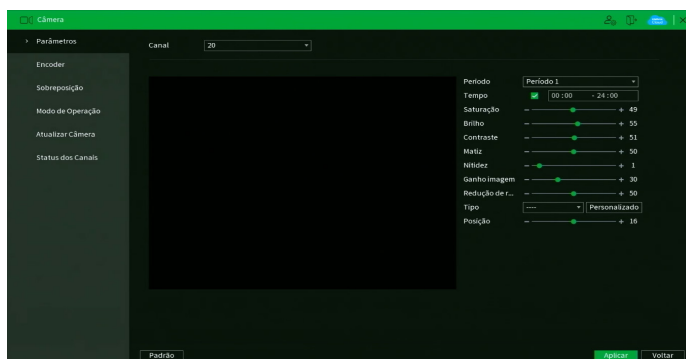 Câmera
Parâmetros
Encoder
Sobreposição
Modo de Operação
Atualizar Câmera
Status dos Canais
Canal 20
Período Período 1
Tempo 00:00 - 24:00
Saturação - + 49
Brilho - + 55
Contraste - + 51
Matiz - + 50
Nitidez - + 1
Ganho imagem - + 30
Redução de r... - + 50
Tipo ---- Personalizado
Posição - + 16
Padrão Aplicar Voltar